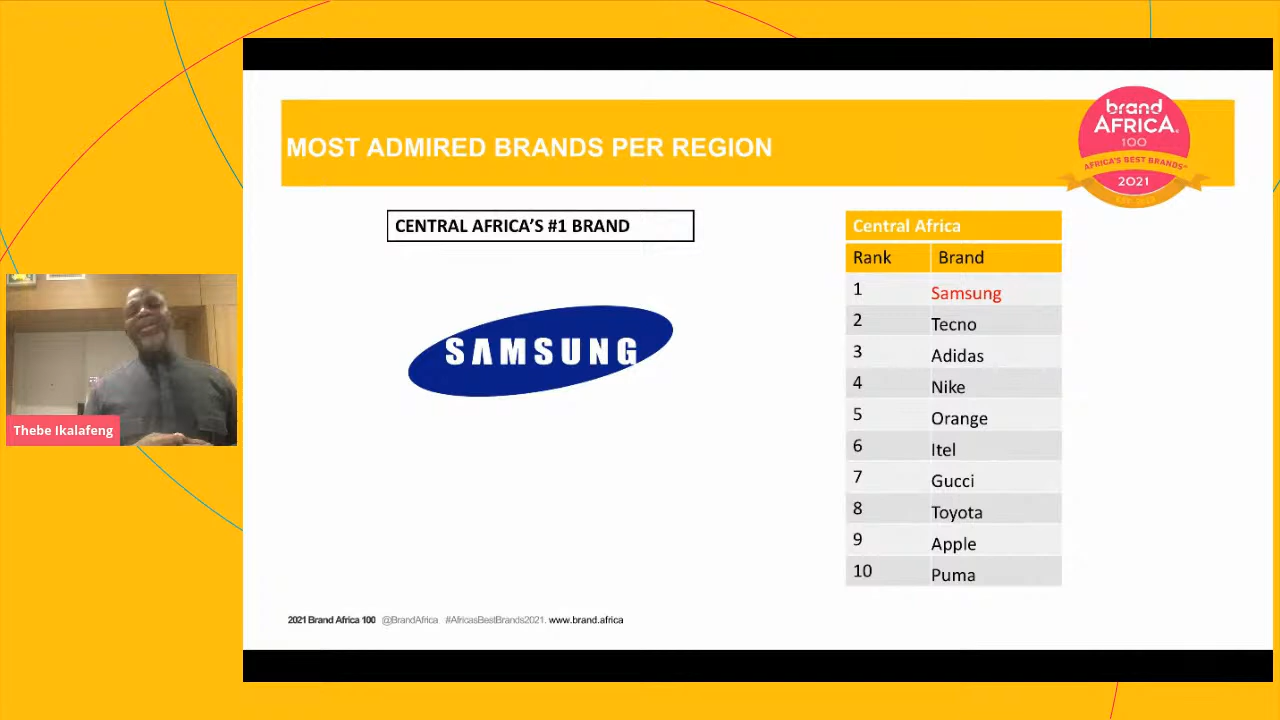 MOST ADMIRED BRANDS PER REGION
brand
AFRICA.
100
AFRICA'S BEST BRANDS
2021
CENTRAL AFRICA'S #1 BRAND
SAMSUNG
Central Africa
Rank Brand
1 Samsung
2 Tecno
3 Adidas
4 Nike
5 Orange
6 Itel
7 Gucci
8 Toyota
9 Apple
10 Puma
Thebe Ikalafeng
2021 Brand Africa 100 @BrandAfrica #AfricasBestBrands2021. www.brand.africa